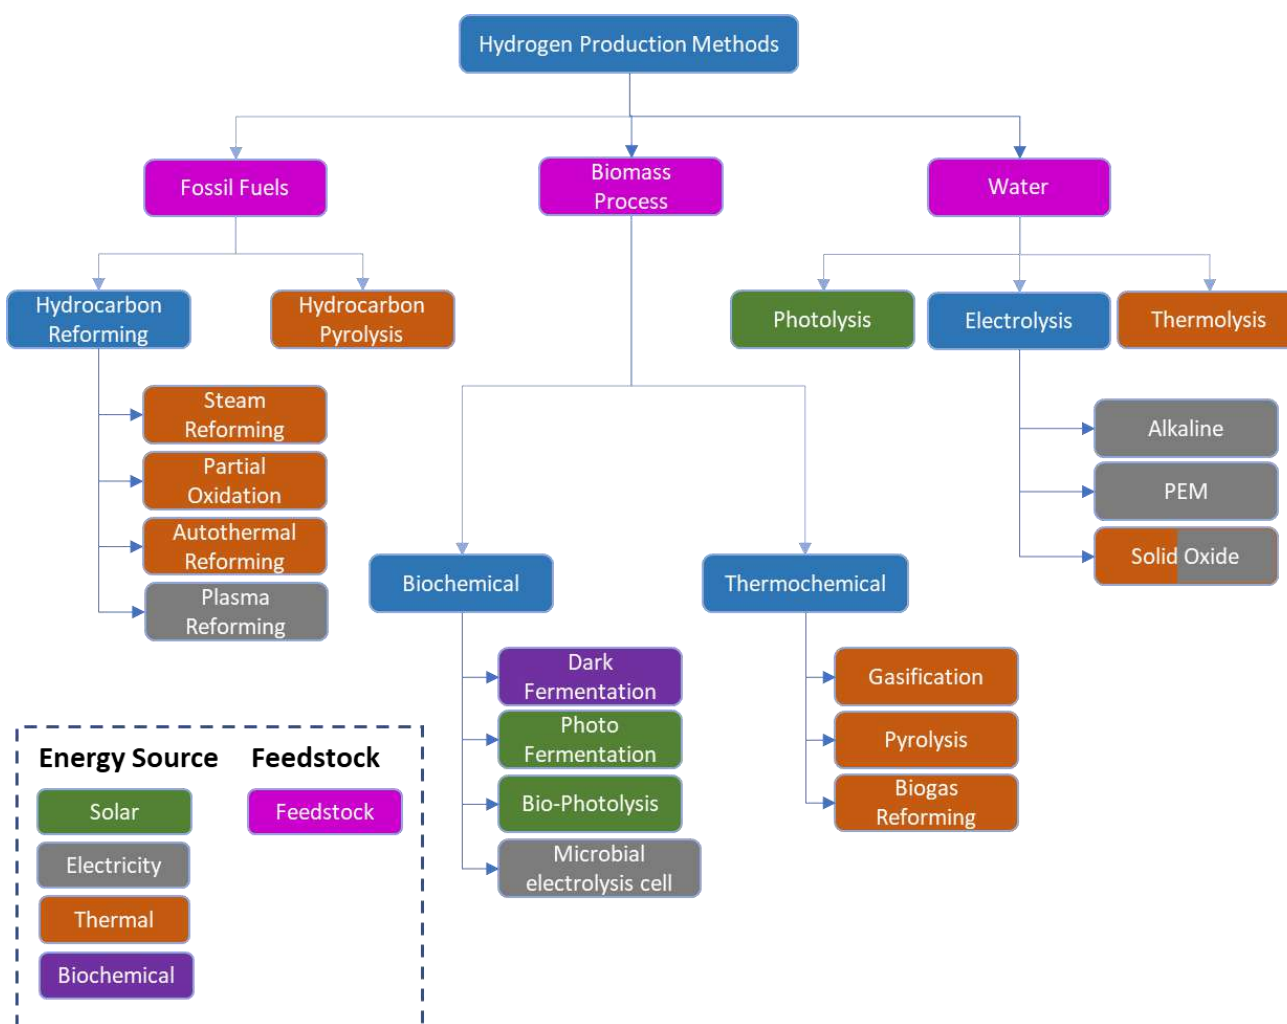 Hydrogen Production Methods
Fossil Fuels
Biomass
Process
Water
Hydrocarbon
Reforming
Hydrocarbon
Pyrolysis
Photolysis
Electrolysis
Thermolysis
Steam
Reforming
Partial
Oxidation
Autothermal
Reforming
Plasma
Reforming
Alkaline
PEM
Solid Oxide
Biochemical
Thermochemical
Dark
Fermentation
Photo
Fermentation
Bio-Photolysis
Microbial
electrolysis cell
Gasification
Pyrolysis
Biogas
Reforming
Energy Source
Feedstock
Solar
Feedstock
Electricity
Thermal
Biochemical